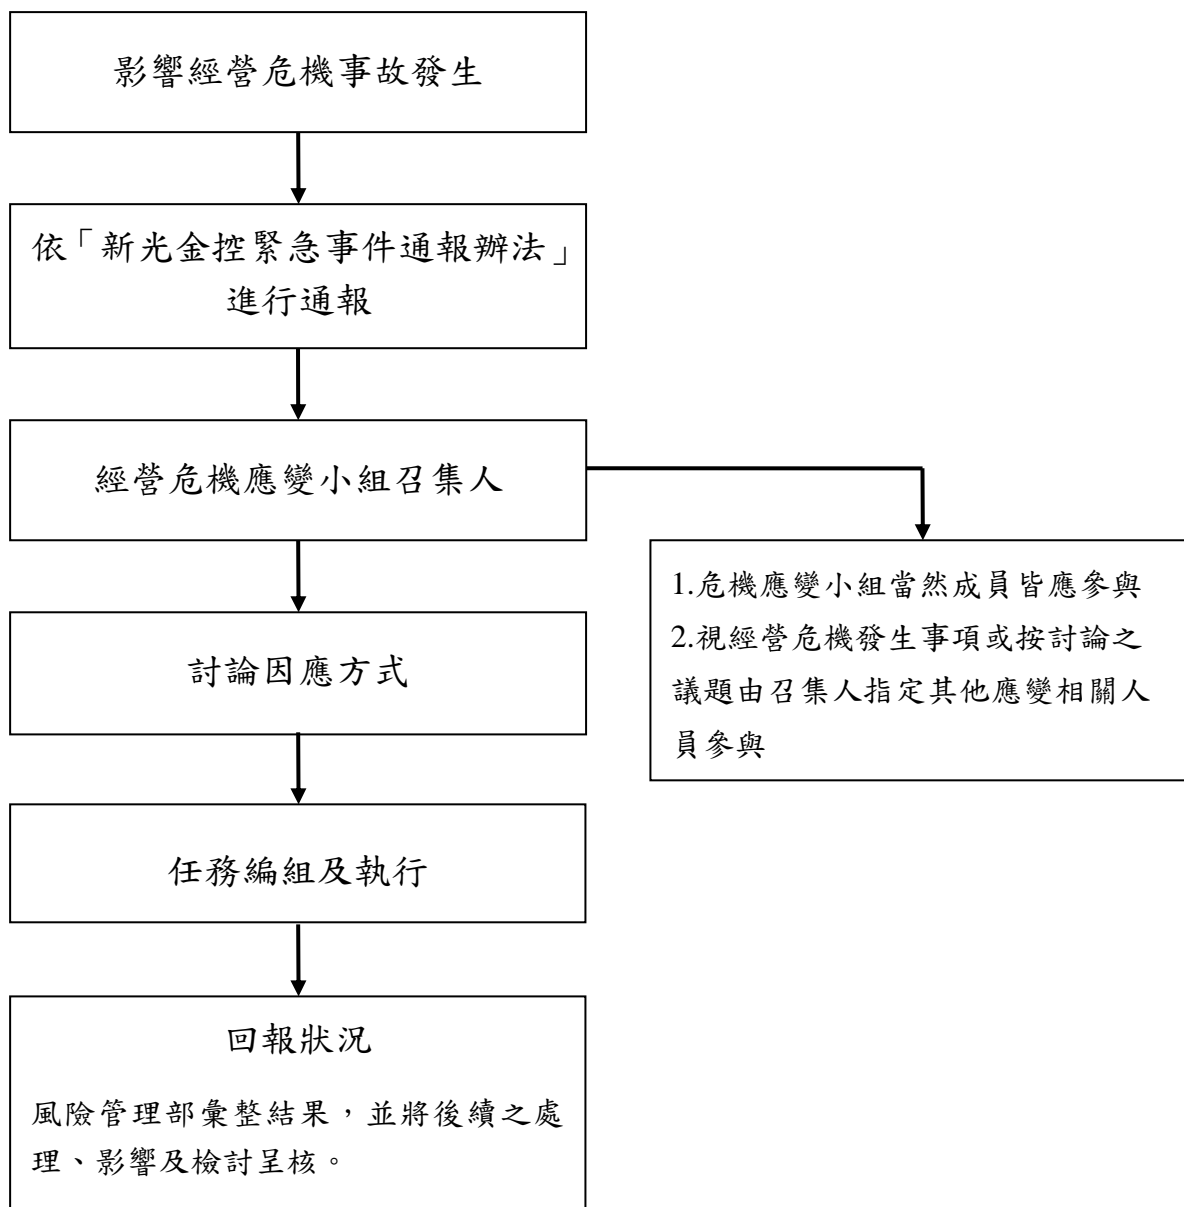 影響經營危機事故發生
依「新光金控緊急事件通報辦法」
進行通報
經營危機應變小組召集人
1.危機應變小組當然成員皆應參與
2.視經營危機發生事項或按討論之
議題由召集人指定其他應變相關人
員參與
討論因應方式
任務編組及執行
回報狀況
風險管理部彙整結果，並將後續之處
理、影響及檢討呈核。